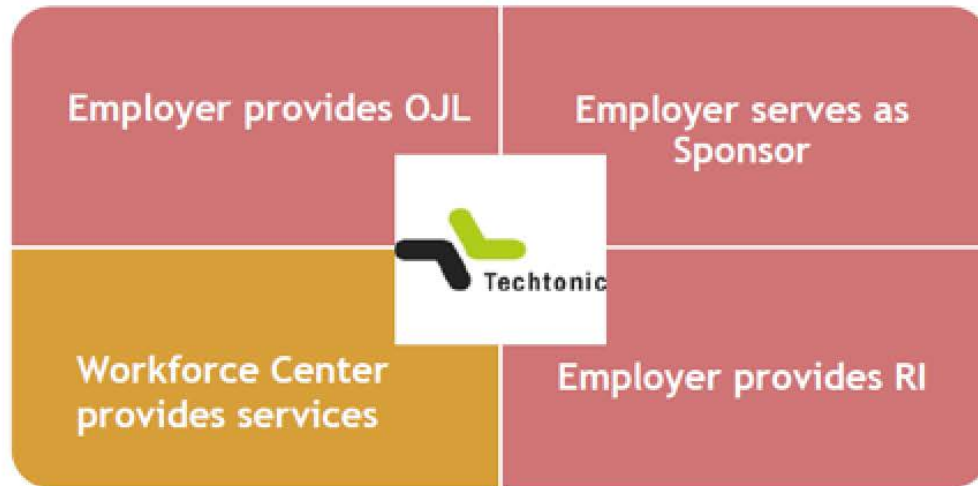 Employer provides OJL
Employer serves as
Sponsor
Techtonic
Workforce Center
provides services
Employer provides RI